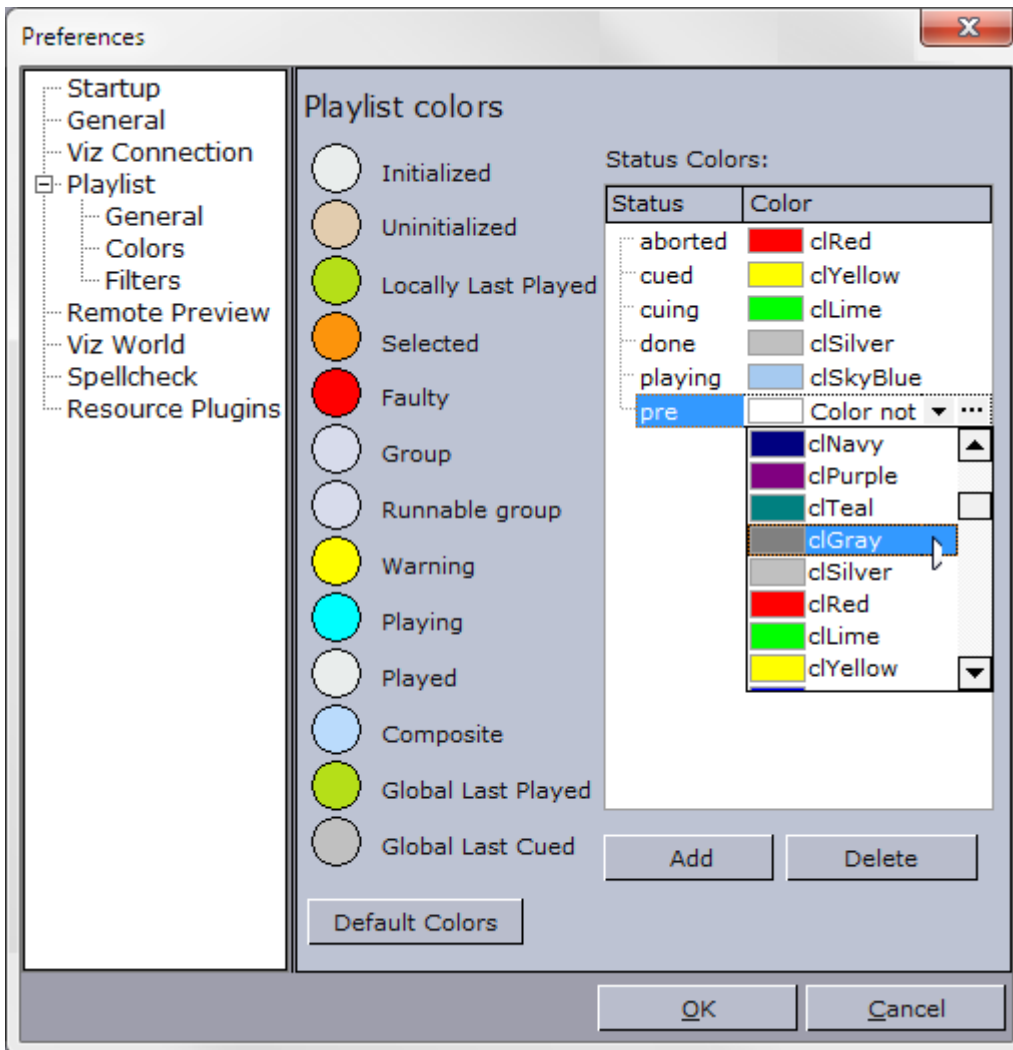 Preferences
Startup
General
Viz Connection
Playlist
General
Colors
Filters
Remote Preview
Viz World
Spellcheck
Resource Plugins
Playlist colors
Initialized
Uninitialized
Locally Last Played
Selected
Faulty
Group
Runnable group
Warning
Playing
Played
Composite
Global Last Played
Global Last Cued
Default Colors
Status Colors:
Status Color
aborted clRed
cued clYellow
cuing clLime
done clSilver
playing clSkyBlue
pre Color not ...
clNavy
clPurple
clTeal
clGray
clSilver
clRed
clLime
clYellow
Add Delete
OK Cancel